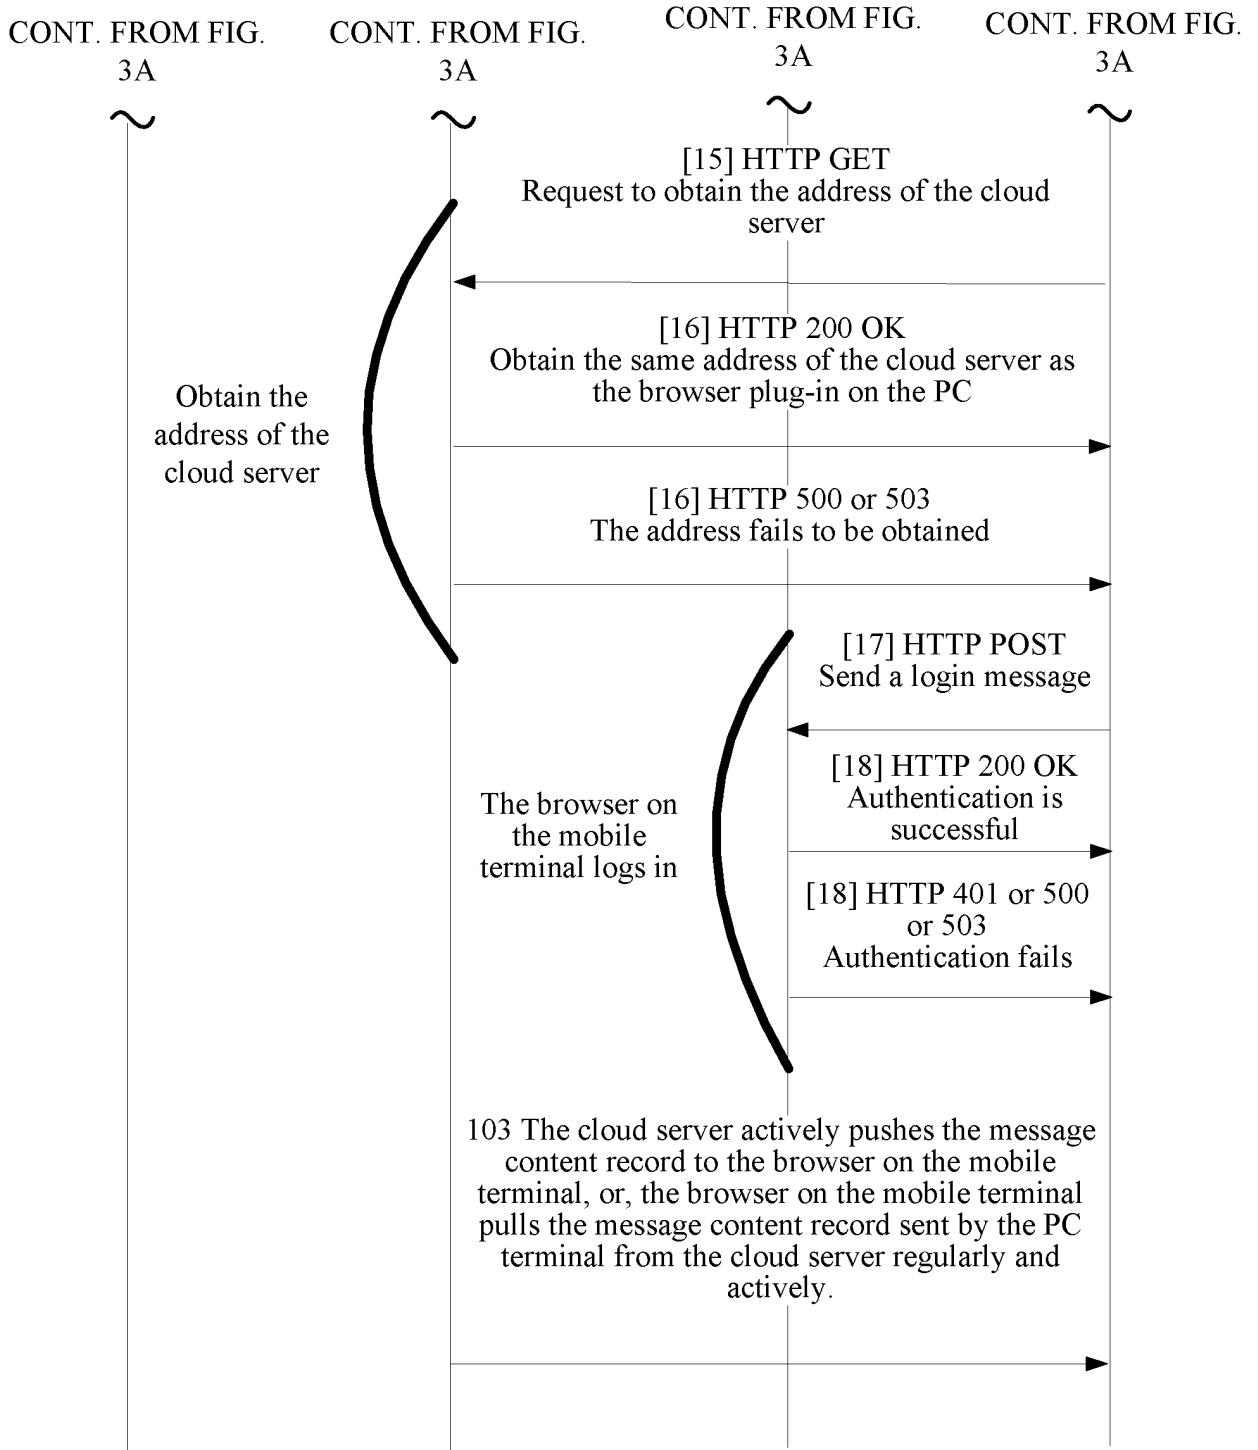 CONT. FROM FIG.
3A
CONT. FROM FIG.
3A
CONT. FROM FIG.
3A
CONT. FROM FIG.
3A
[15] HTTP GET
Request to obtain the address of the cloud
server
[16] HTTP 200 OK
Obtain the same address of the cloud server as
the browser plug-in on the PC
Obtain the
address of the
cloud server
[16] HTTP 500 or 503
The address fails to be obtained
[17] HTTP POST
Send a login message
[18] HTTP 200 OK
Authentication is
successful
The browser on
the mobile
terminal logs in
[18] HTTP 401 or 500
or 503
Authentication fails
103 The cloud server actively pushes the message
content record to the browser on the mobile
terminal, or, the browser on the mobile terminal
pulls the message content record sent by the PC
terminal from the cloud server regularly and
actively.